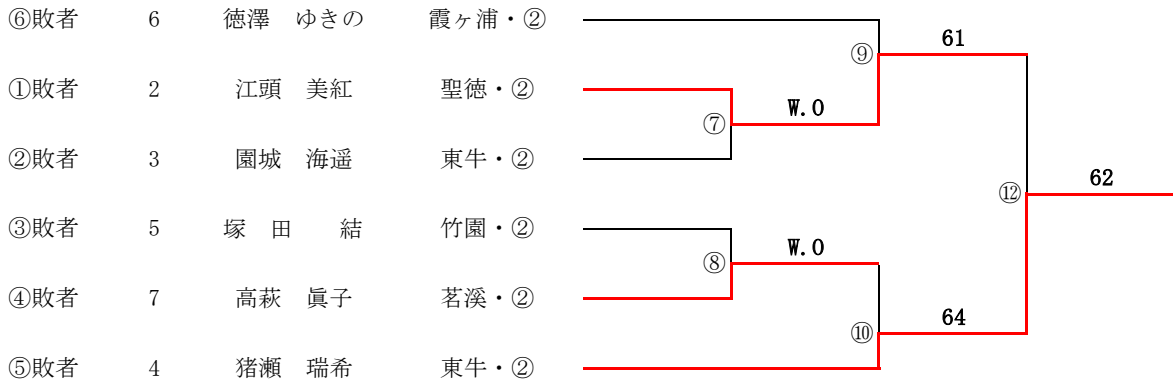 ⑥敗者 6 徳澤 ゆきの 霞ヶ浦・②
61
⑨
①敗者 2 江頭 美紅 聖徳・②
W.O
⑦
②敗者 3 園城 海遥 東牛・②
62
⑫
③敗者 5 塚田 結 竹園・②
W.O
⑧
④敗者 7 高萩 眞子 茗溪・②
64
⑩
⑤敗者 4 猪瀬 瑞希 東牛・②